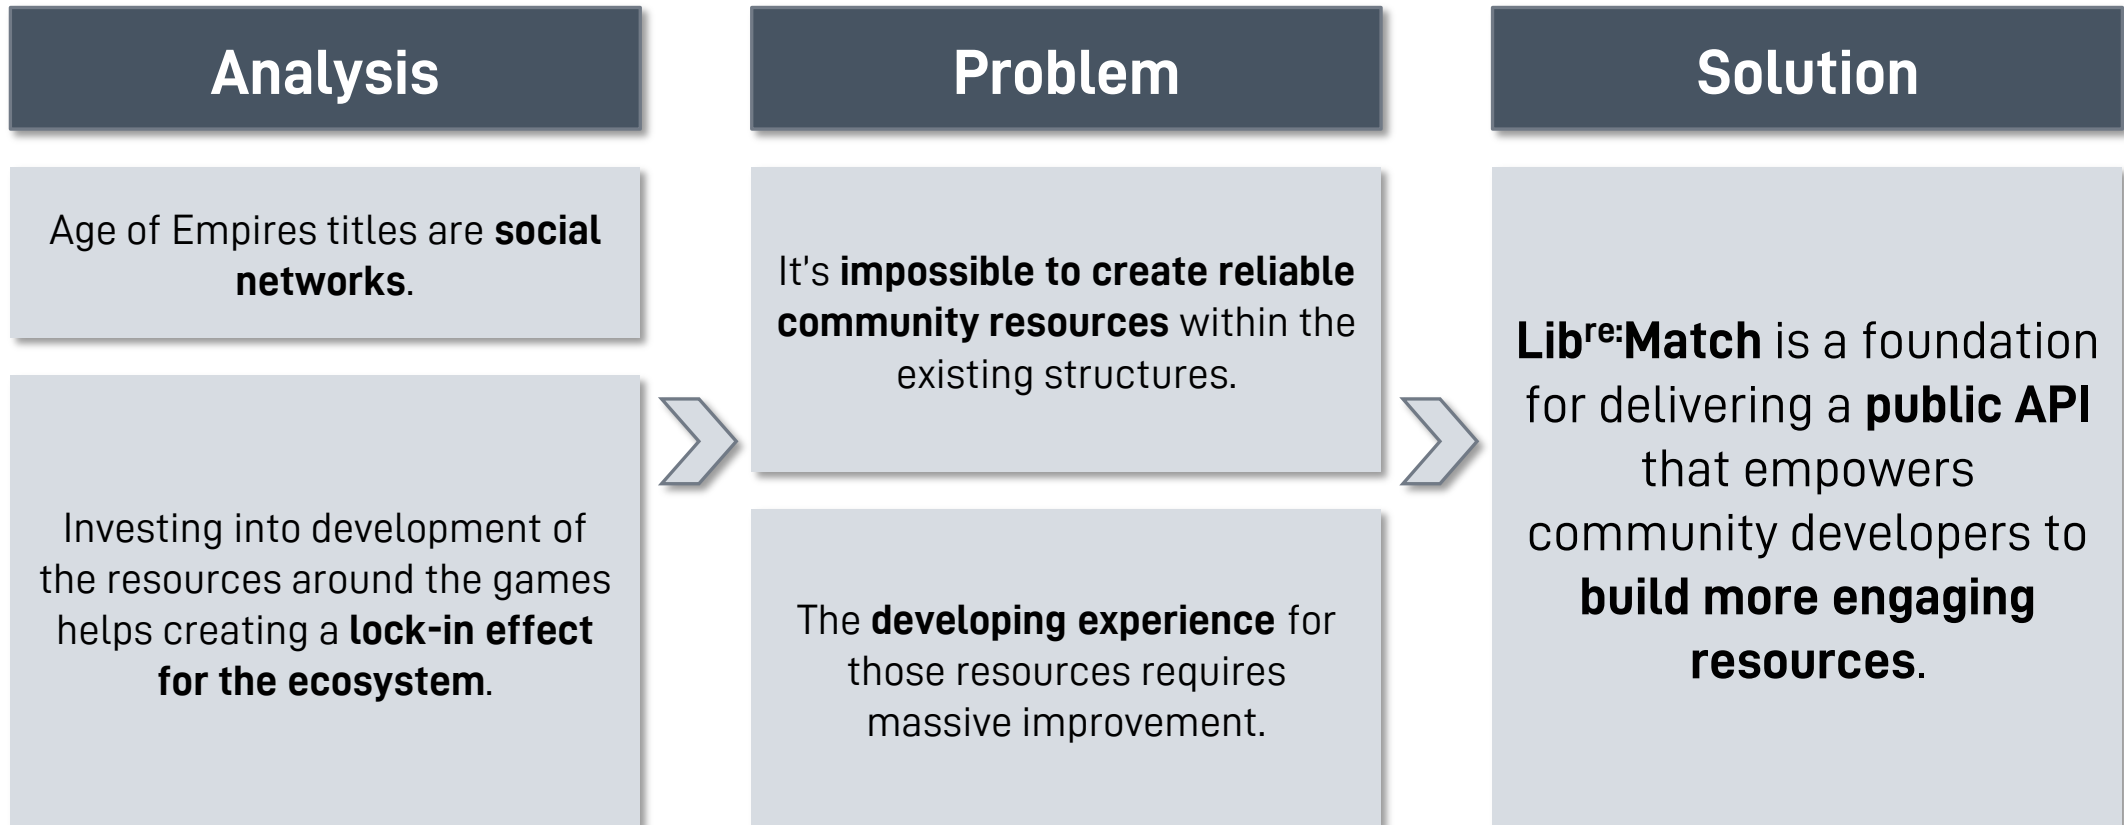 Analysis
Age of Empires titles are social
networks.
Investing into development of
the resources around the games
helps creating a lock-in effect
for the ecosystem.
Problem
It's impossible to create reliable
community resources within the
existing structures.
The developing experience for
those resources requires
massive improvement.
Solution
Libre:Match is a foundation
for delivering a public API
that empowers
community developers to
build more engaging
resources.